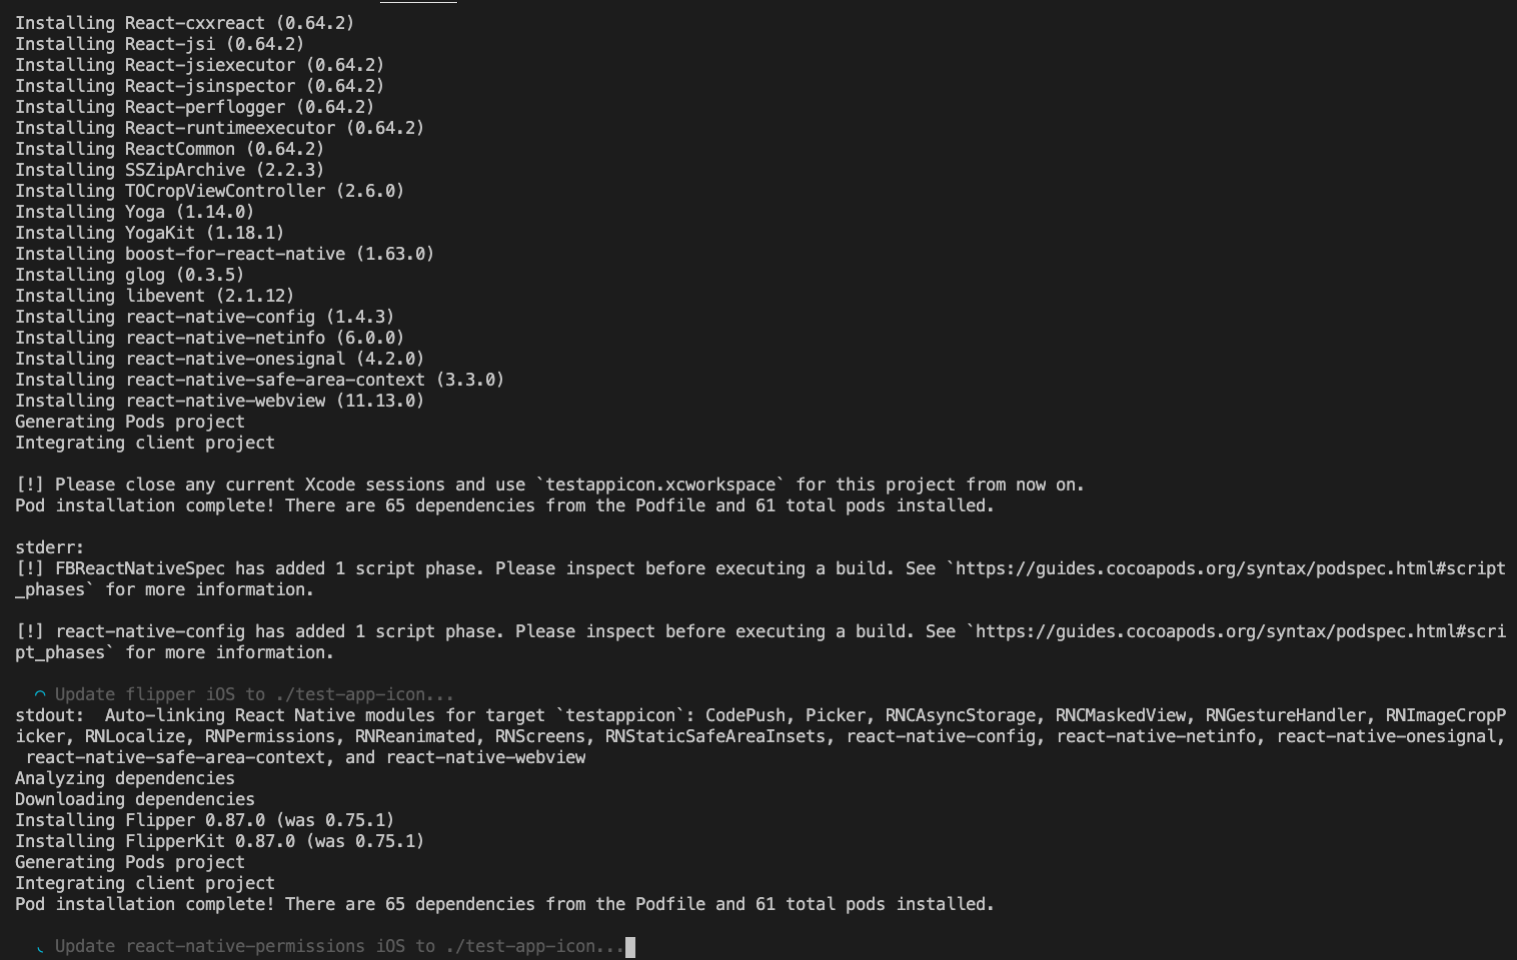 Installing React-cxxreact (0.64.2)
Installing React-jsi (0.64.2)
Installing React-jsiexecutor (0.64.2)
Installing React-jsinspector (0.64.2)
Installing React-perflogger (0.64.2)
Installing React-runtimeexecutor (0.64.2)
Installing ReactCommon (0.64.2)
Installing SSZipArchive (2.2.3)
Installing TOCropViewController (2.6.0)
Installing Yoga (1.14.0)
Installing YogaKit (1.18.1)
Installing boost-for-react-native (1.63.0)
Installing glog (0.3.5)
Installing libevent (2.1.12)
Installing react-native-config (1.4.3)
Installing react-native-netinfo (6.0.0)
Installing react-native-onesignal (4.2.0)
Installing react-native-safe-area-context (3.3.0)
Installing react-native-webview (11.13.0)
Generating Pods project
Integrating client project

[!] Please close any current Xcode sessions and use `testappicon.xcworkspace` for this project from now on.
Pod installation complete! There are 65 dependencies from the Podfile and 61 total pods installed.

stderr:
[!] FBReactNativeSpec has added 1 script phase. Please inspect before executing a build. See `https://guides.cocoapods.org/syntax/podspec.html#script
_phases` for more information.

[!] react-native-config has added 1 script phase. Please inspect before executing a build. See `https://guides.cocoapods.org/syntax/podspec.html#scri
pt_phases` for more information.

Update flipper iOS to ./test-app-icon...
stdout:  Auto-linking React Native modules for target `testappicon`: CodePush, Picker, RNCAsyncStorage, RNCMaskedView, RNGestureHandler, RNImageCropP
icker, RNLocalize, RNPermissions, RNReanimated, RNScreens, RNStaticSafeAreaInsets, react-native-config, react-native-netinfo, react-native-onesignal,
 react-native-safe-area-context, and react-native-webview
Analyzing dependencies
Downloading dependencies
Installing Flipper 0.87.0 (was 0.75.1)
Installing FlipperKit 0.87.0 (was 0.75.1)
Generating Pods project
Integrating client project
Pod installation complete! There are 65 dependencies from the Podfile and 61 total pods installed.

Update react-native-permissions iOS to ./test-app-icon...